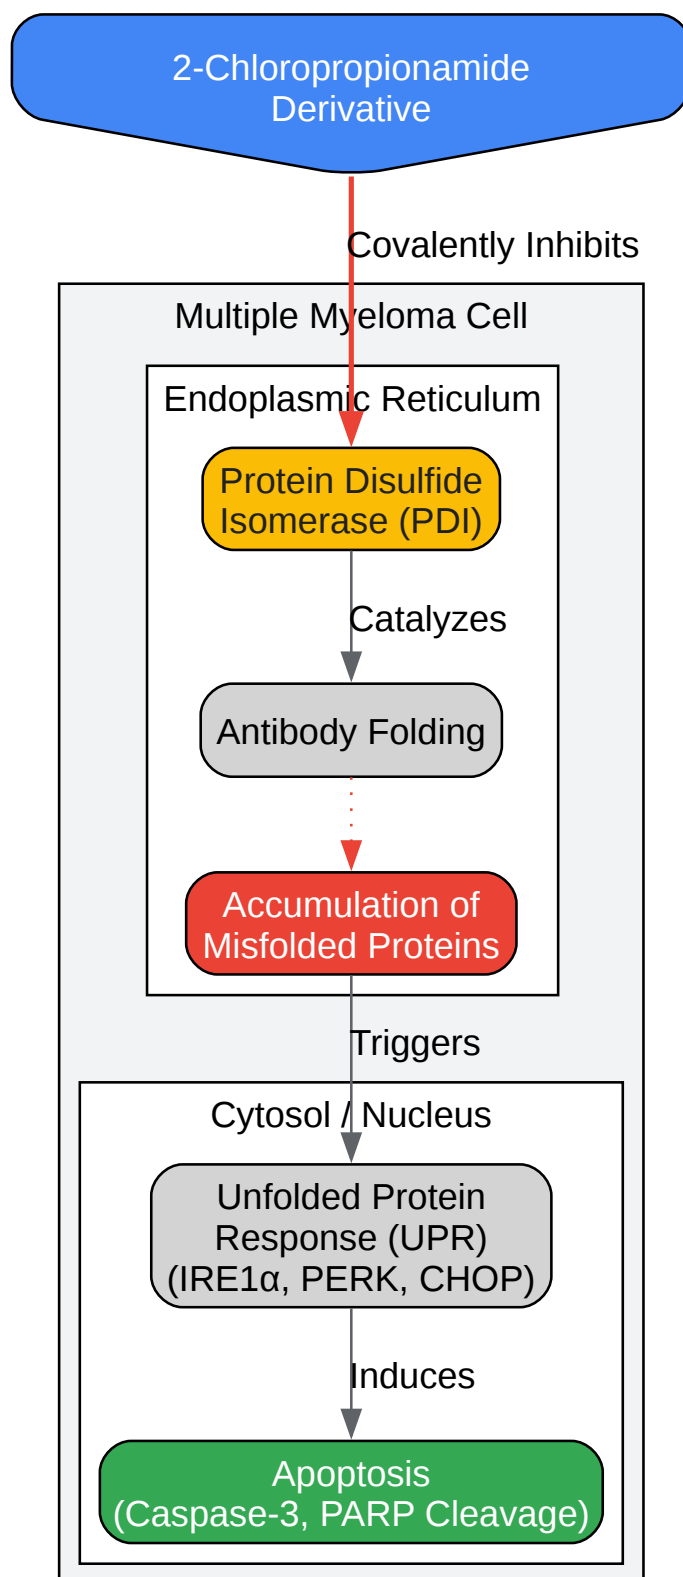 2-Chloropropionamide
Derivative
Covalently Inhibits
Multiple Myeloma Cell
Endoplasmic Reticulum
Protein Disulfide
Isomerase (PDI)
Catalyzes
Antibody Folding
Accumulation of
Misfolded Proteins
Triggers
Cytosol / Nucleus
Unfolded Protein
Response (UPR)
(IRE1α, PERK, CHOP)
Induces
Apoptosis
(Caspase-3, PARP Cleavage)